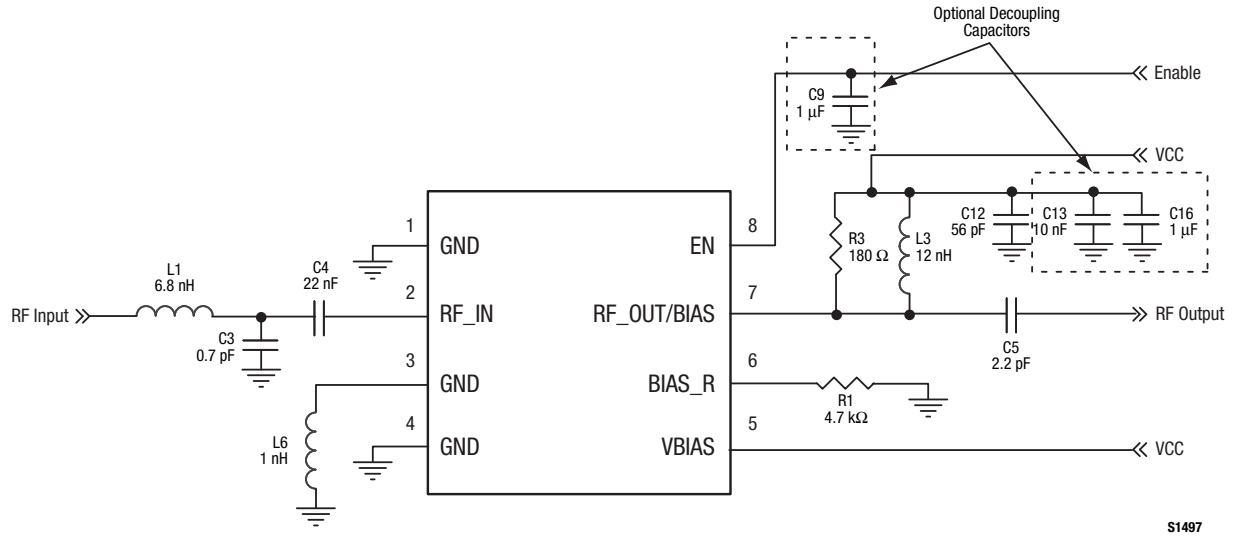 Optional Decoupling
Capacitors
C9
1 μF
Enable
VCC
C12
56 pF
C13
10 nF
C16
1 μF
R3
180 Ω
L3
12 nH
1
GND
8
EN
L1
6.8 nH
C4
22 nF
2
RF_IN
7
RF_OUT/BIAS
RF Input
RF Output
C3
0.7 pF
C5
2.2 pF
3
GND
6
BIAS_R
R1
4.7 kΩ
L6
1 nH
4
GND
5
VBIAS
VCC
S1497